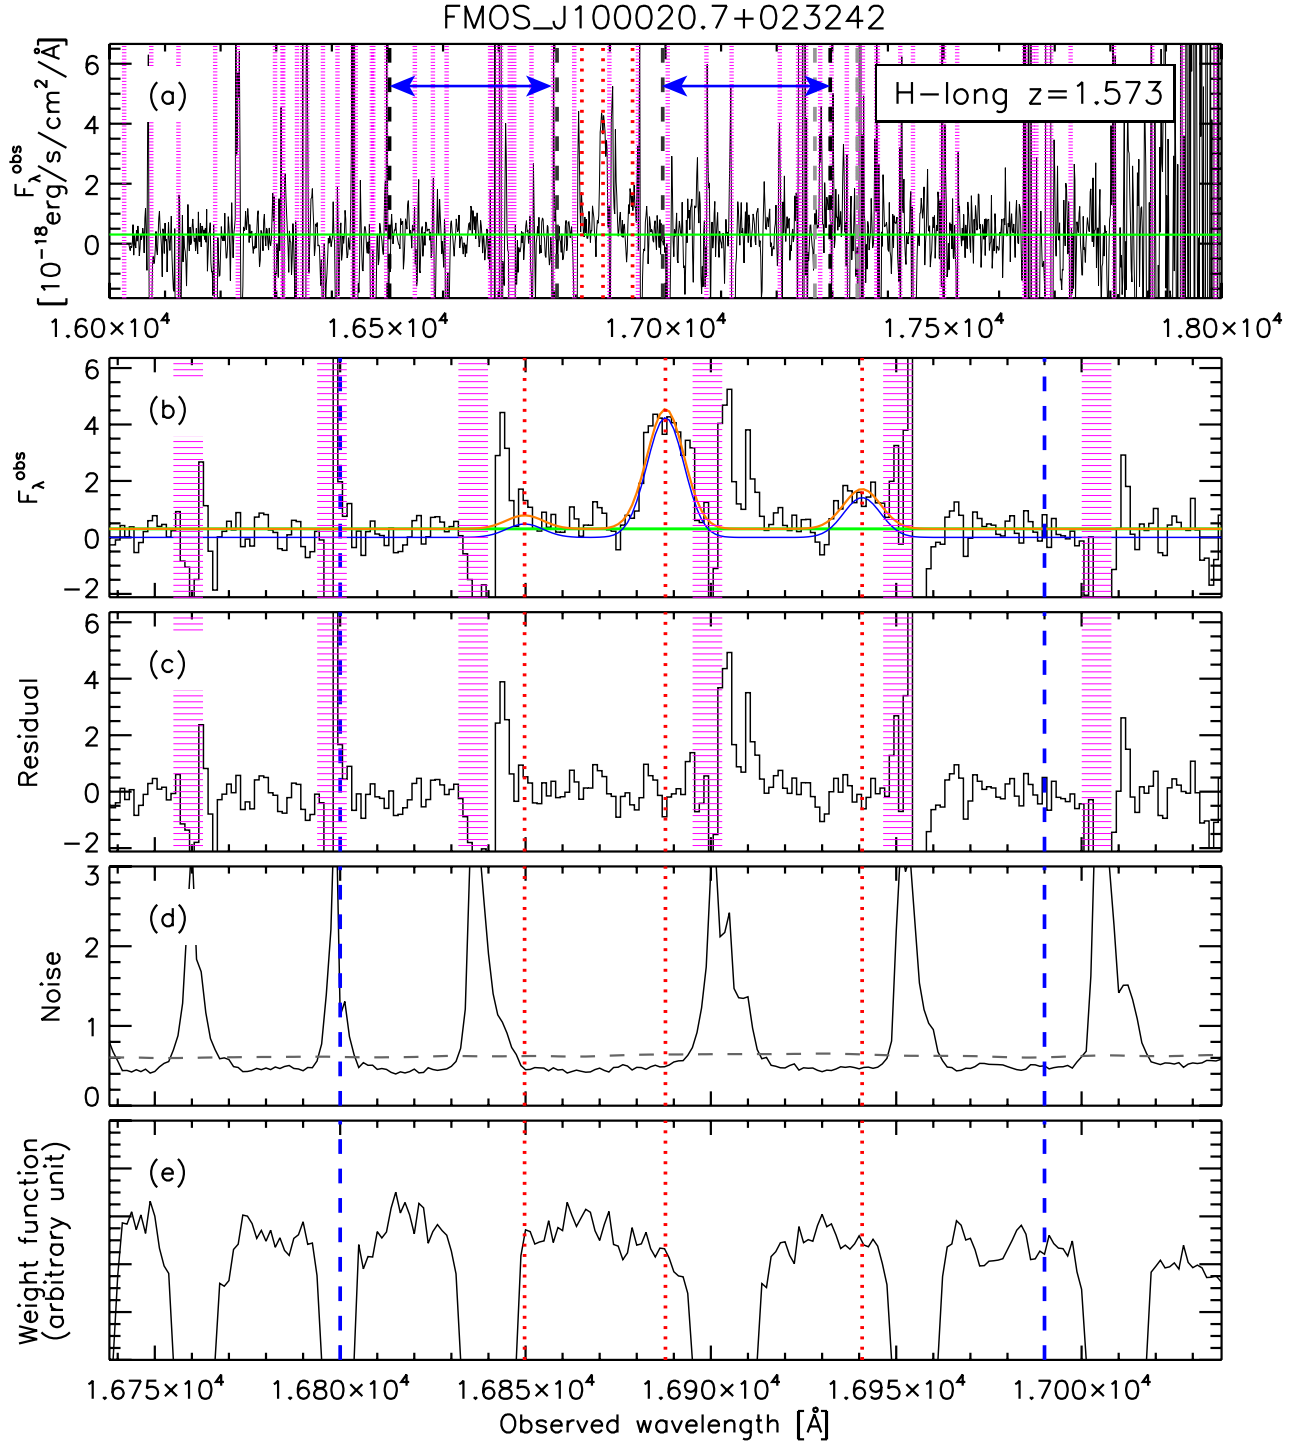 FMOS_J100020.7+023242
F_λ^obs
[10^-18 erg/s/cm^2/Å]
6
4
2
0
(a)
H-long z=1.573
1.60×10^4 1.65×10^4 1.70×10^4 1.75×10^4 1.80×10^4
F_λ^obs
6
4
2
0
-2
(b)
Residual
6
4
2
0
-2
(c)
Noise
3
2
1
0
(d)
Weight function
(arbitrary unit)
(e)
1.675×10^4 1.680×10^4 1.685×10^4 1.690×10^4 1.695×10^4 1.700×10^4
Observed wavelength [Å]